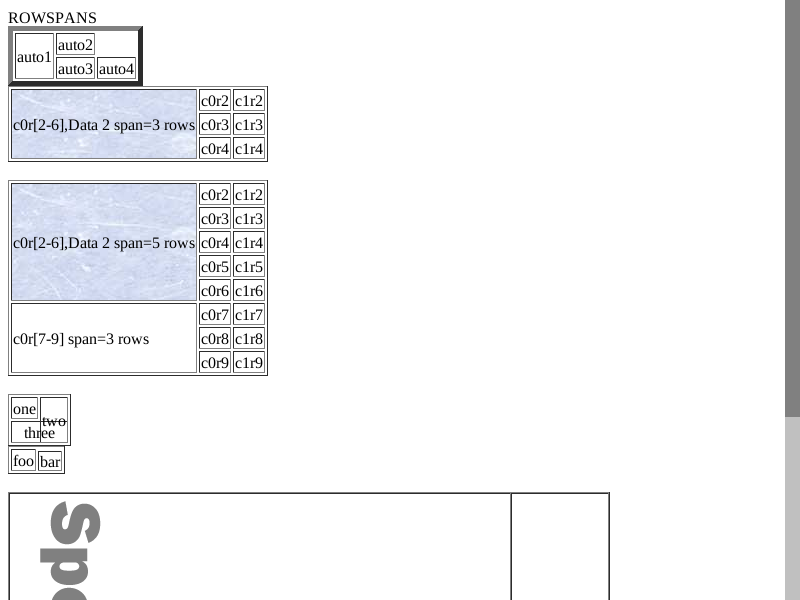 ROWSPANS
auto1 auto2
auto3 auto4
c0r[2-6],Data 2 span=3 rows c0r2 c1r2
c0r3 c1r3
c0r4 c1r4
c0r[2-6],Data 2 span=5 rows c0r2 c1r2
c0r3 c1r3
c0r4 c1r4
c0r5 c1r5
c0r6 c1r6
c0r[7-9] span=3 rows c0r7 c1r7
c0r8 c1r8
c0r9 c1r9
one two
three
foo bar